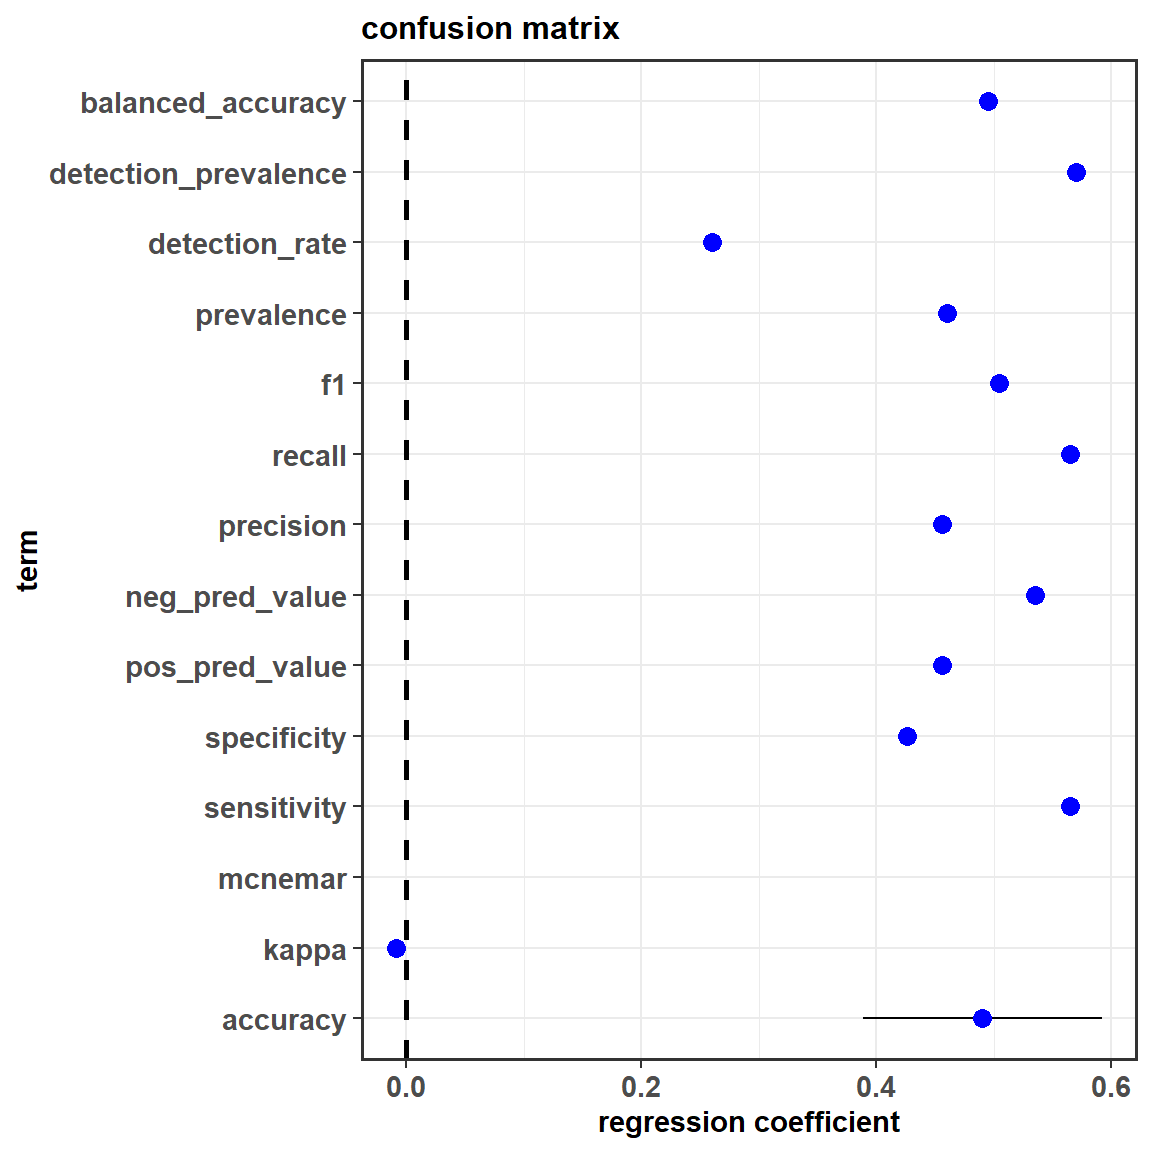 confusion matrix
balanced_accuracy
detection_prevalence
detection_rate
prevalence
f1
recall
precision
neg_pred_value
pos_pred_value
specificity
sensitivity
mcnemar
kappa
accuracy
term
0.0 0.2 0.4 0.6
regression coefficient